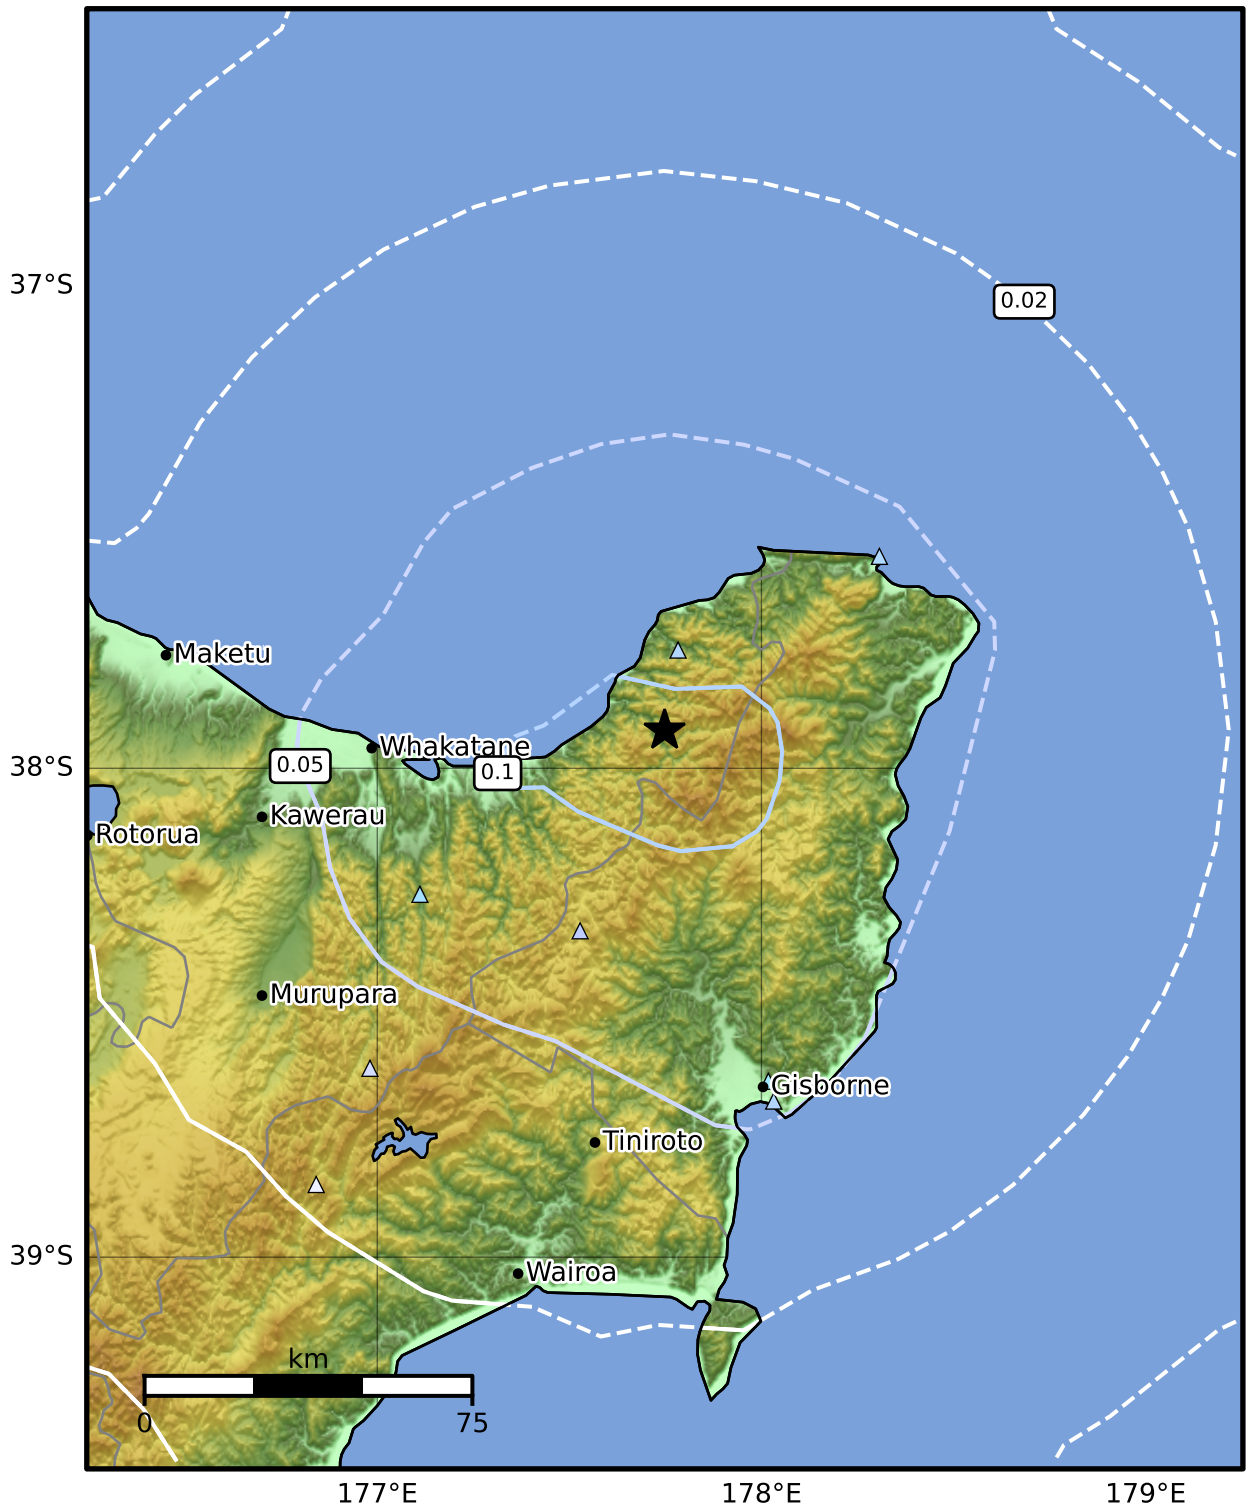 37°S
0.02
Maketu
Whakatane
38°S
0.05
0.1
Kawerau
Rotorua
Murupara
Gisborne
Tiniroto
39°S
Wairoa
km
0
75
177°E
178°E
179°E